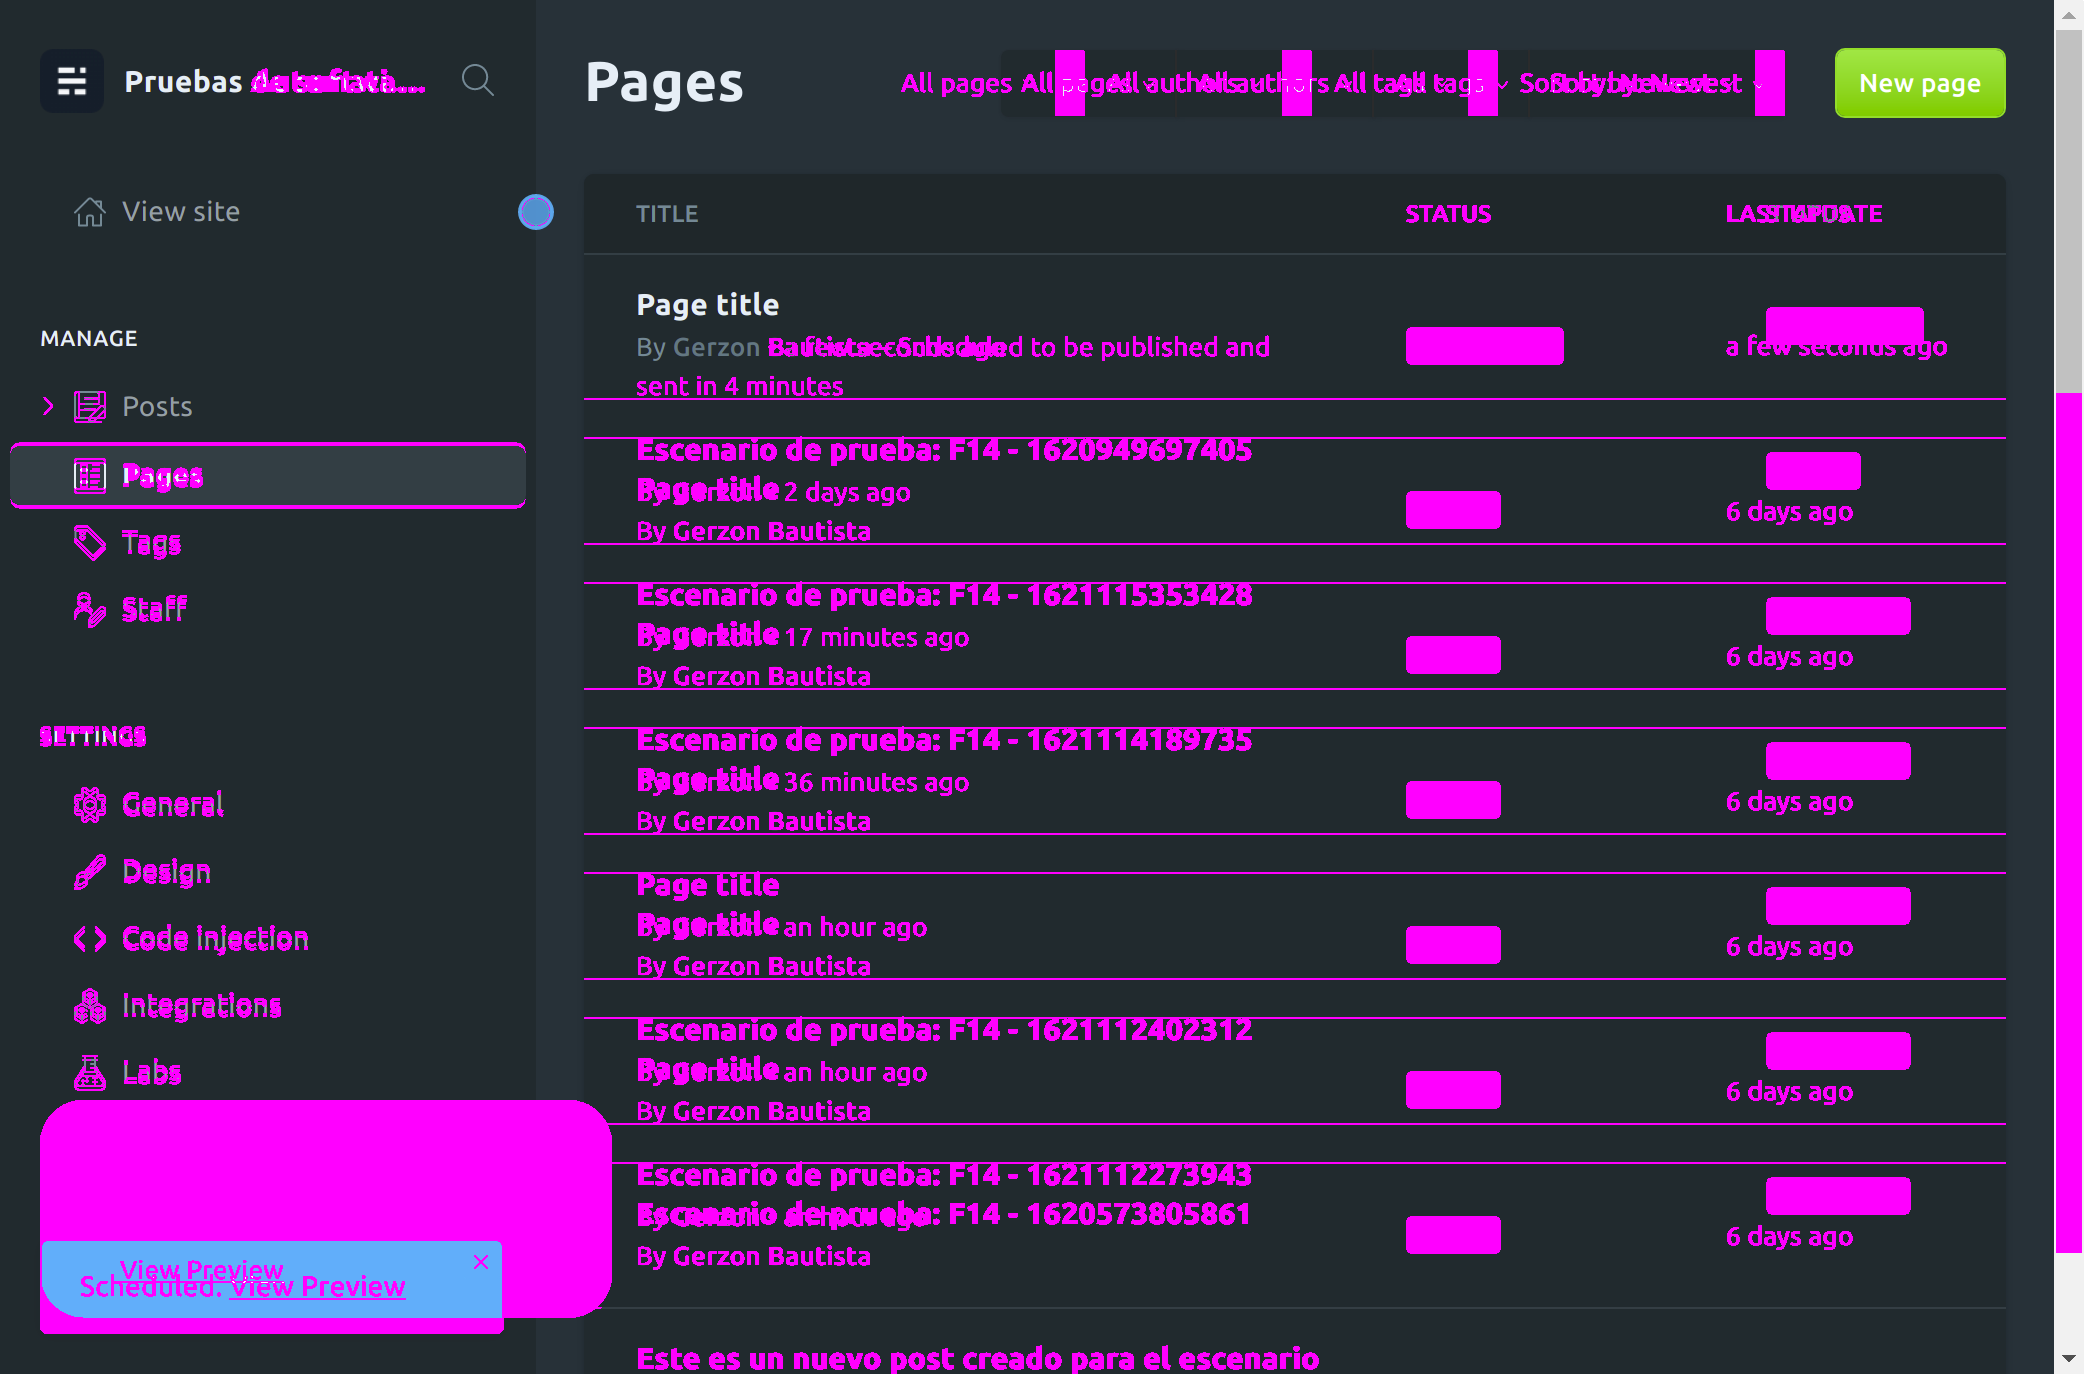 Pruebas
View site
MANAGE
Posts
Pages
Tags
Staff
SETTINGS
General
Design
Code injection
Integrations
Labs
View Preview
Scheduled. View Preview
Pages
All pages All pages All authors All authors All tags All tags Sort by: Newest
New page
TITLE STATUS LAST UPDATE
Page title
By Gerzon Bautista Scheduled to be published and
sent in 4 minutes
a few seconds ago
Escenario de prueba: F14 - 1620949697405
Page title 2 days ago
By Gerzon Bautista
6 days ago
Escenario de prueba: F14 - 1621115353428
Page title 17 minutes ago
By Gerzon Bautista
6 days ago
Escenario de prueba: F14 - 1621114189735
Page title 36 minutes ago
By Gerzon Bautista
6 days ago
Page title
Page title an hour ago
By Gerzon Bautista
6 days ago
Escenario de prueba: F14 - 1621112402312
Page title an hour ago
By Gerzon Bautista
6 days ago
Escenario de prueba: F14 - 1621112273943
Escenario de prueba: F14 - 1620573805861
By Gerzon Bautista
6 days ago
Este es un nuevo post creado para el escenario